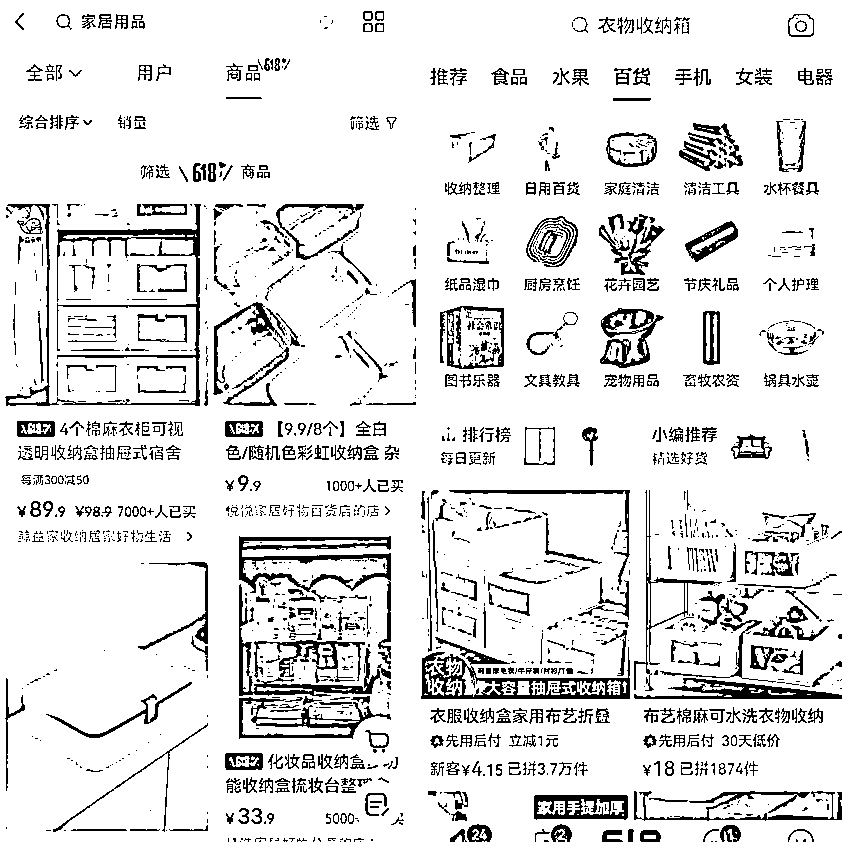 家居用品
全部
用户
商品
618
综合排序
销量
筛选
筛选 618 商品
618 4个棉麻衣柜可视
透明收纳盒抽屉式宿舍
每满300减50
¥89.9 ¥98.9 7000+人已买
618 【9.9/8个】全白
色/随机色彩虹收纳盒 杂
¥9.9 1000+人已买
悦悦家居好物百货店的店
618 化妆品收纳盒
能收纳盒梳妆台整
¥33.9 5000
衣物收纳箱
推荐 食品 水果 百货 手机 女装 电器
收纳整理 日用百货 家庭清洁 清洁工具 水杯餐具
纸品湿巾 厨房烹饪 花卉园艺 节庆礼品 个人护理
图书乐器 文具教具 宠物用品 畜牧农资 锅具水壶
排行榜
每日更新
小编推荐
精选好货
衣物
收纳
大容量抽屉式收纳箱
衣服收纳盒家用布艺折叠
先用后付 立减1元
新客¥4.15 已拼3.7万件
布艺棉麻可水洗衣物收纳
先用后付 30天低价
¥18 已拼1874件
家用手提加厚
24
2
618